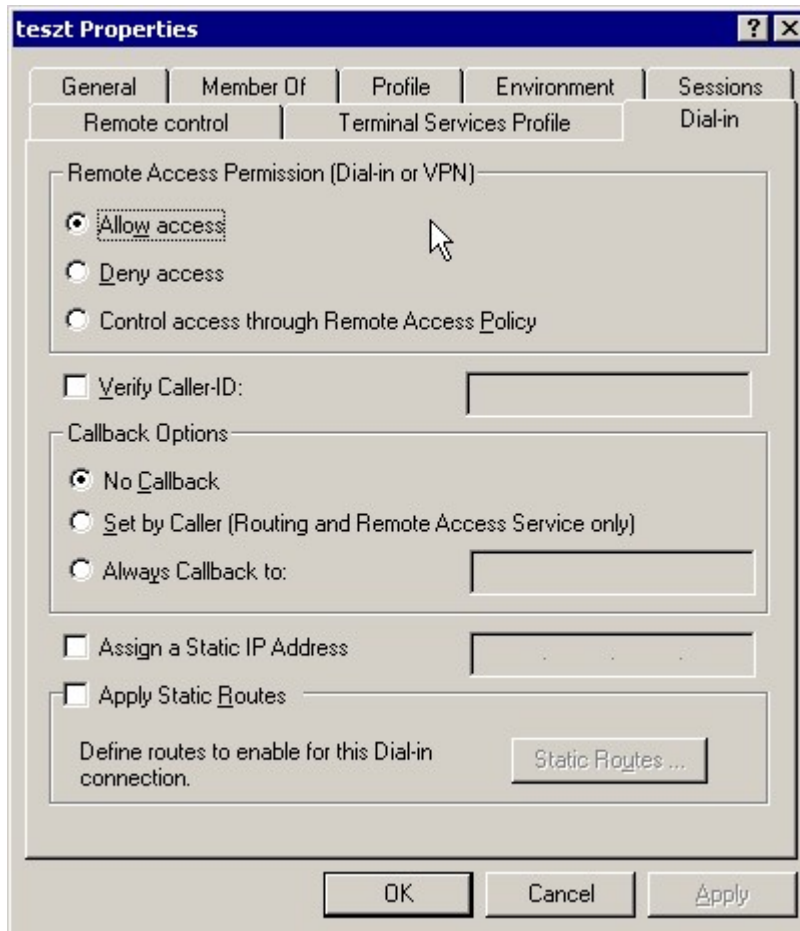 teszt Properties
General Member Of Profile Environment Sessions
Remote control Terminal Services Profile Dial-in
Remote Access Permission (Dial-in or VPN)
Allow access
Deny access
Control access through Remote Access Policy
Verify Caller-ID:
Callback Options
No Callback
Set by Caller (Routing and Remote Access Service only)
Always Callback to:
Assign a Static IP Address
Apply Static Routes
Define routes to enable for this Dial-in
connection.
Static Routes ...
OK Cancel Apply